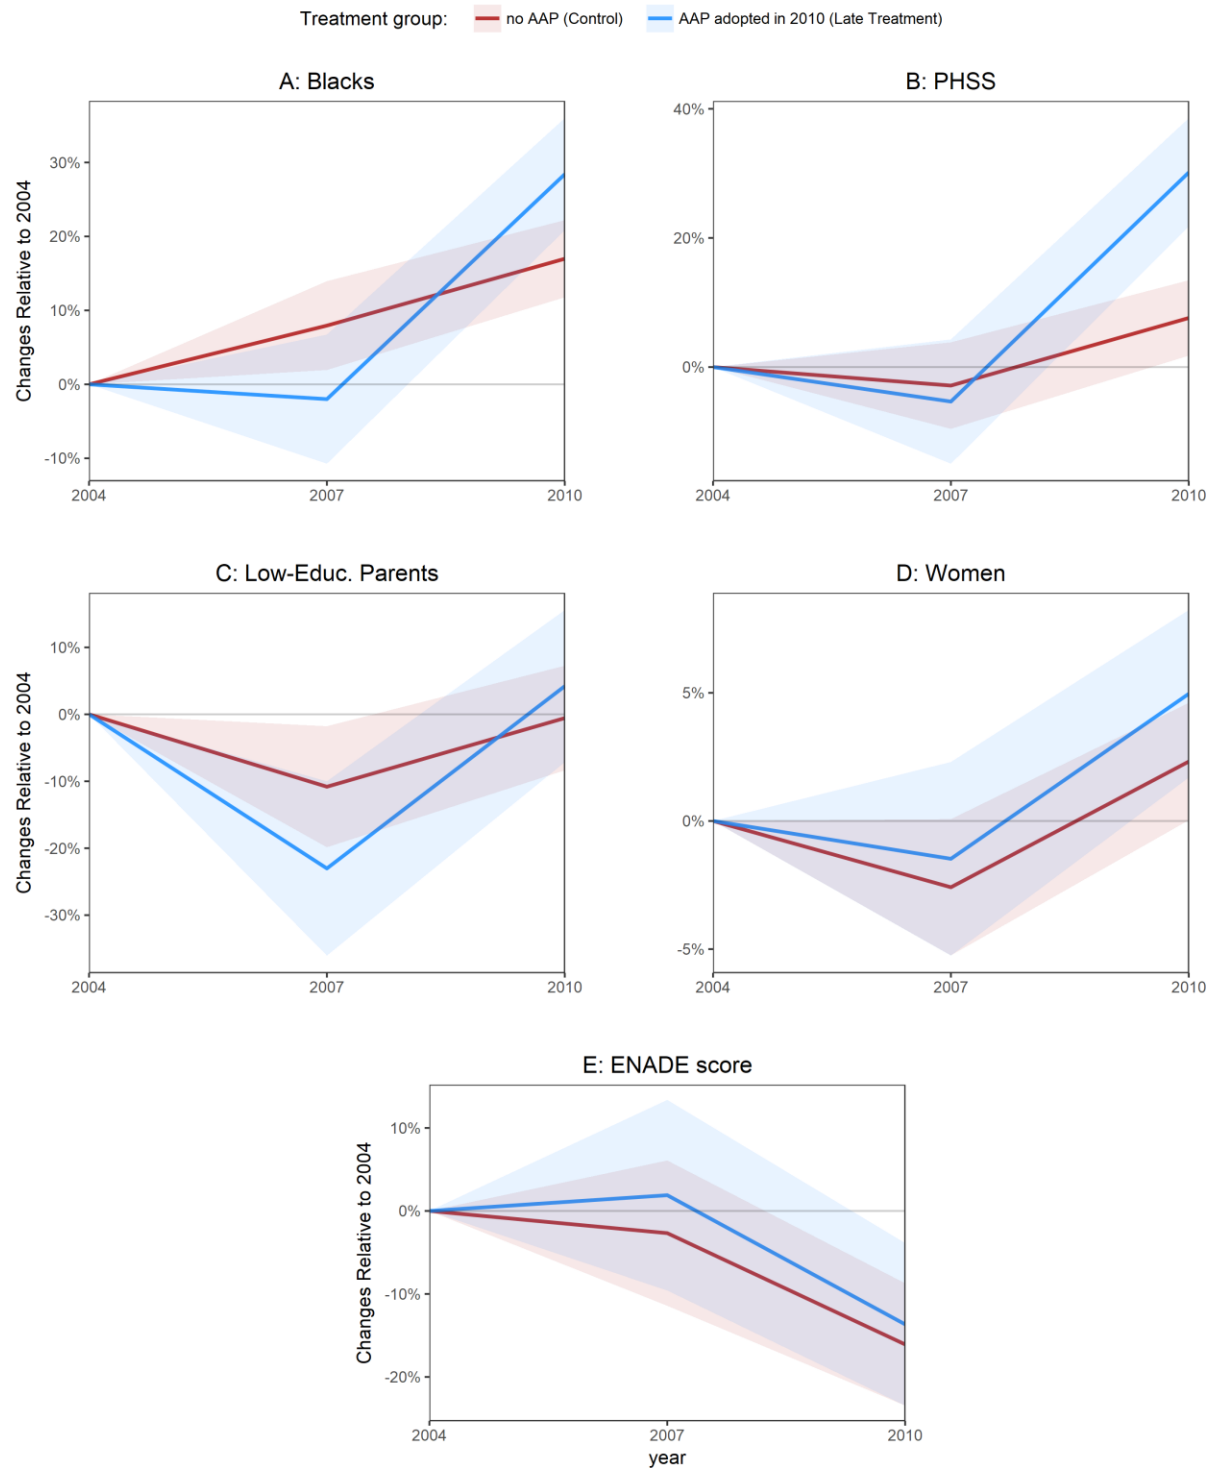 Treatment group: no AAP (Control) AAP adopted in 2010 (Late Treatment)
A: Blacks
B: PHSS
Changes Relative to 2004
30%
20%
10%
0%
-10%
2004 2007 2010
40%
20%
0%
2004 2007 2010
C: Low-Educ. Parents
D: Women
Changes Relative to 2004
10%
0%
-10%
-20%
-30%
2004 2007 2010
5%
0%
-5%
2004 2007 2010
E: ENADE score
Changes Relative to 2004
10%
0%
-10%
-20%
2004 2007 2010
year